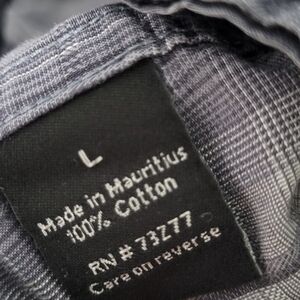 L
Made in Mauritius
100% Cotton
RN # 73277
Care on reverse